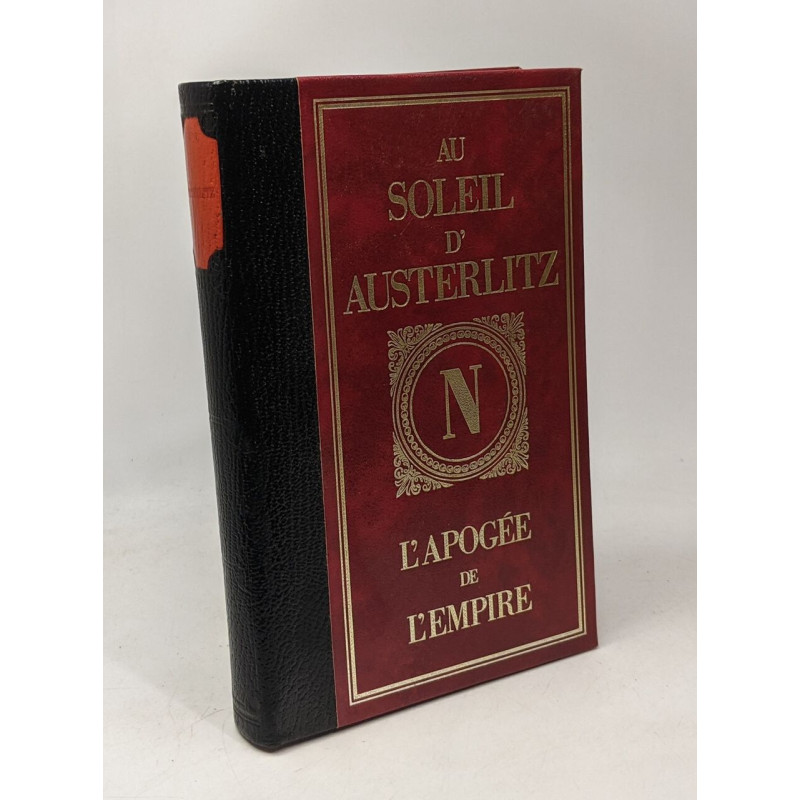 AU
SOLEIL
D'
AUSTERLITZ
N
L'APOGÉE
DE
L'EMPIRE